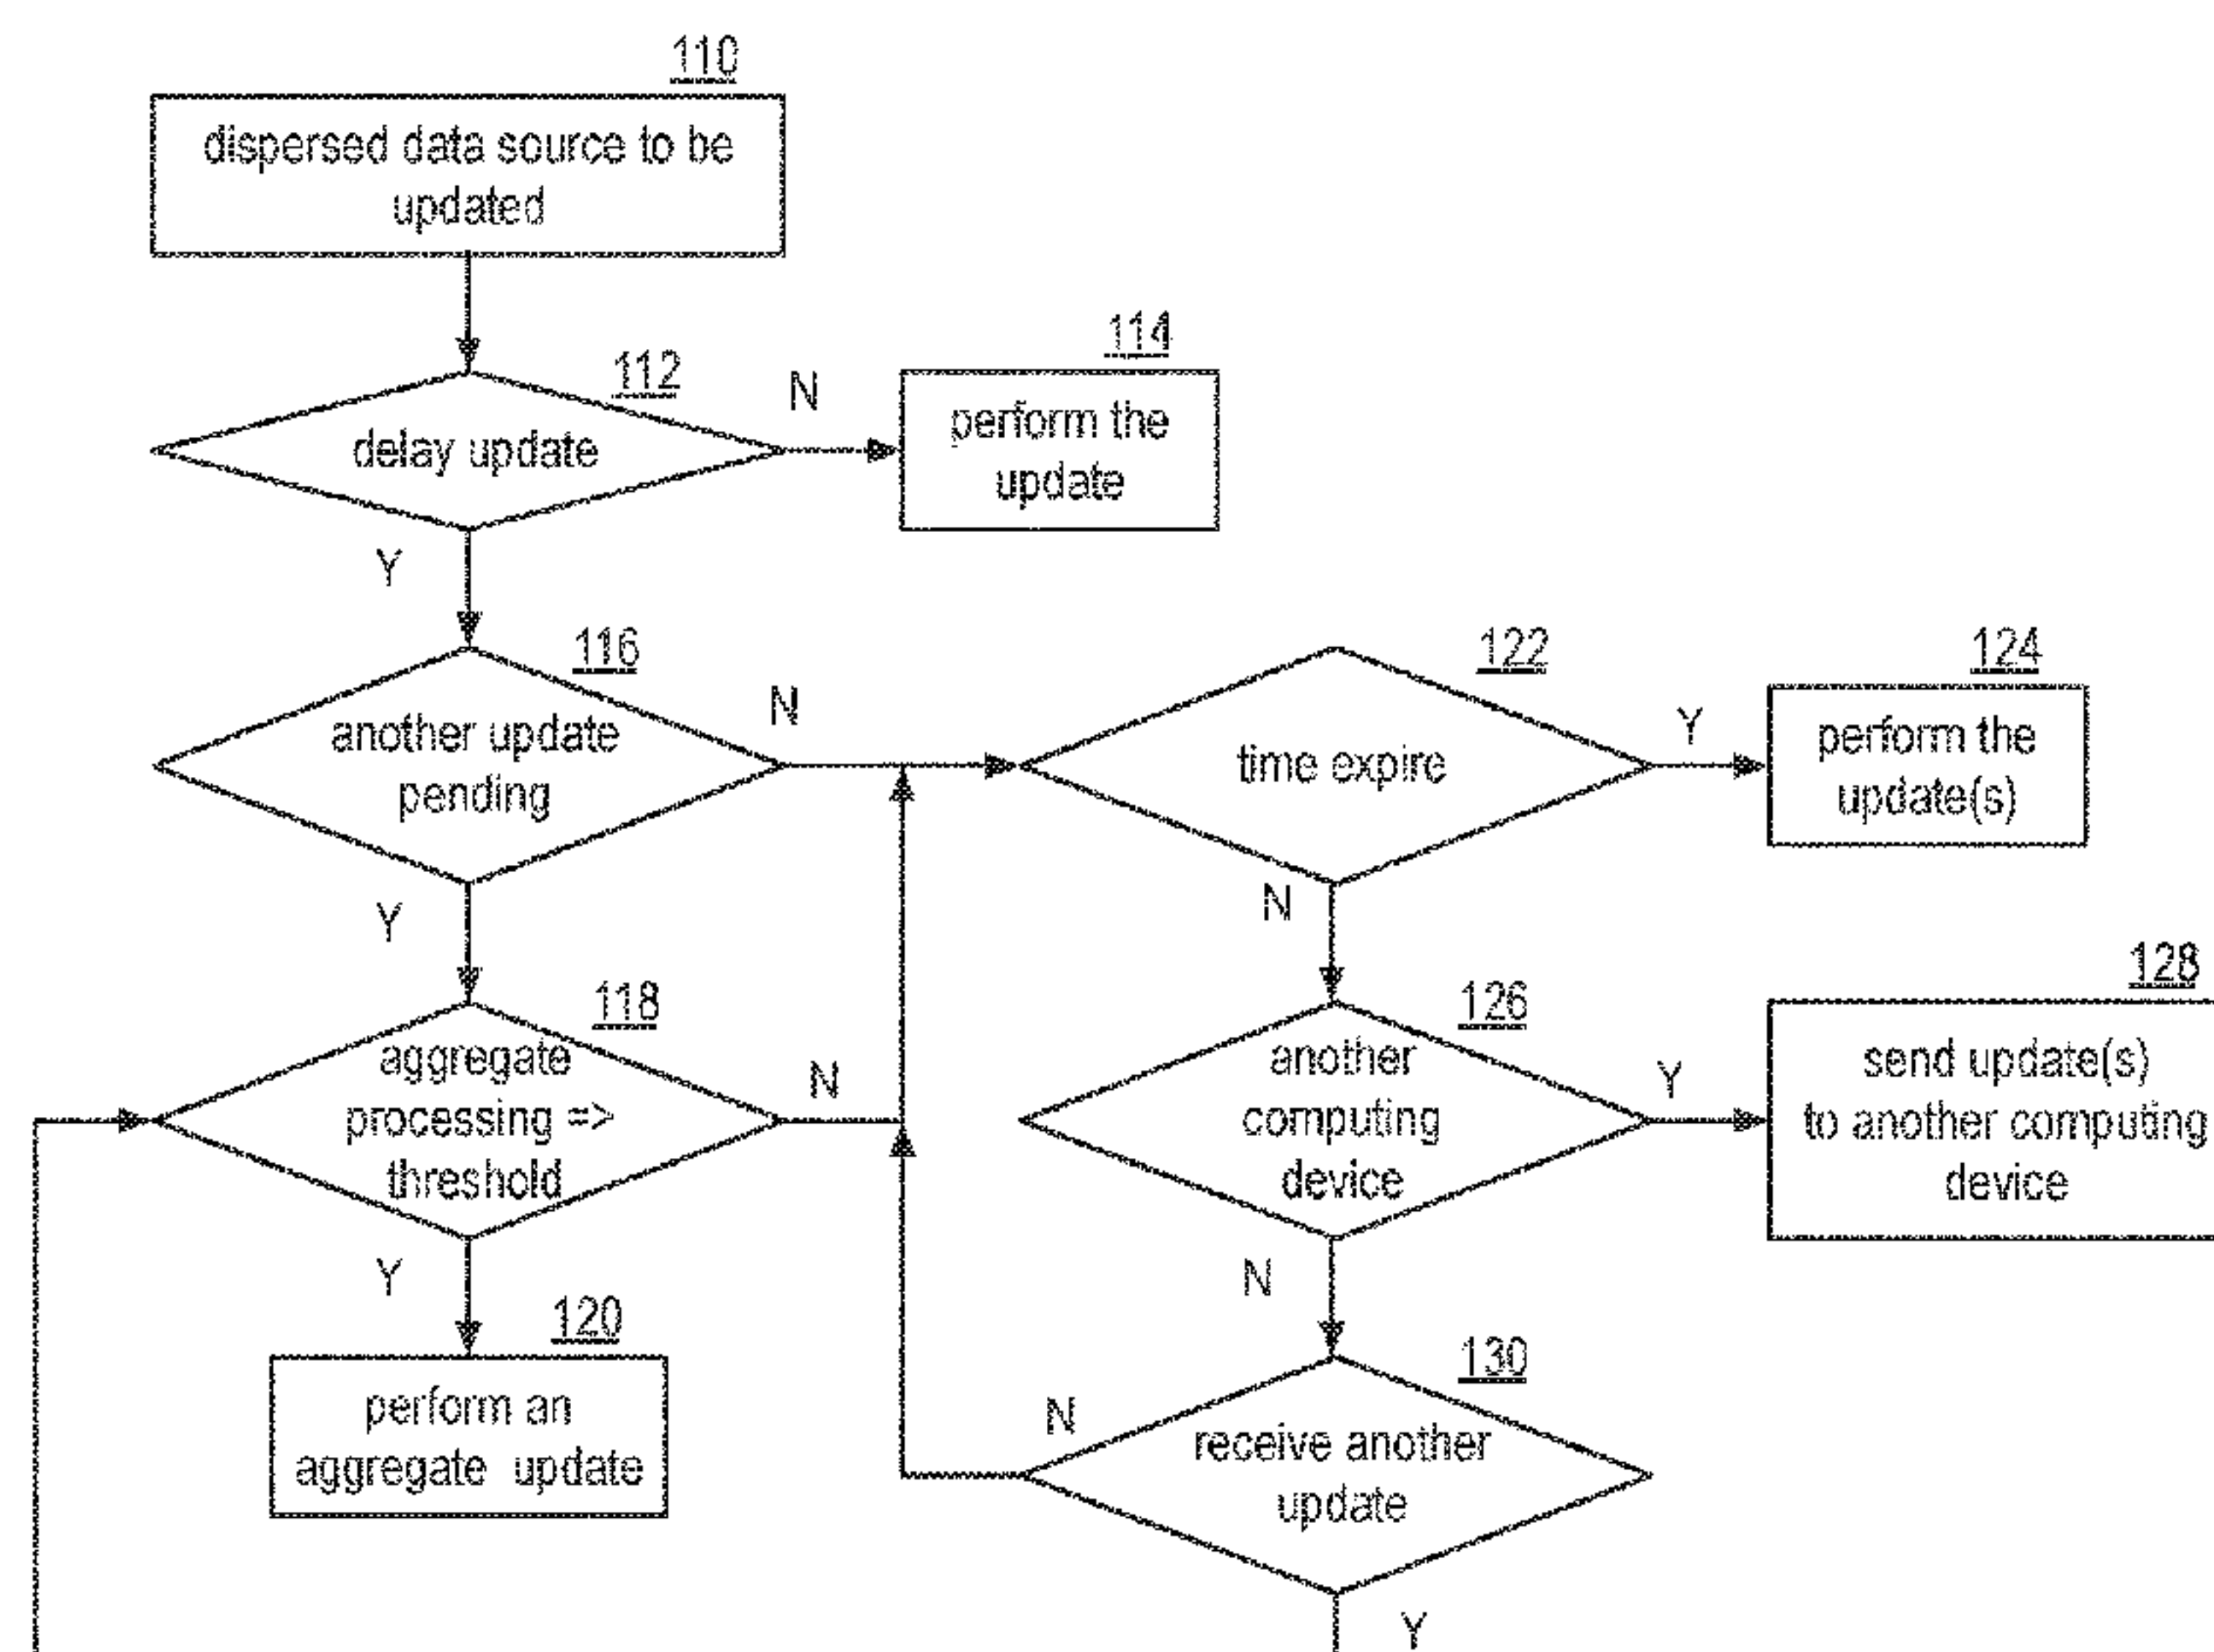 110
dispersed data source to be
updated
112
delay update
N
114
perform the
update
Y
116
another update
pending
N
122
time expire
Y
124
perform the
update(s)
Y
N
118
aggregate
processing =>
threshold
N
126
another
computing
device
Y
128
send update(s)
to another computing
device
Y
N
120
perform an
aggregate update
130
N
receive another
update
Y